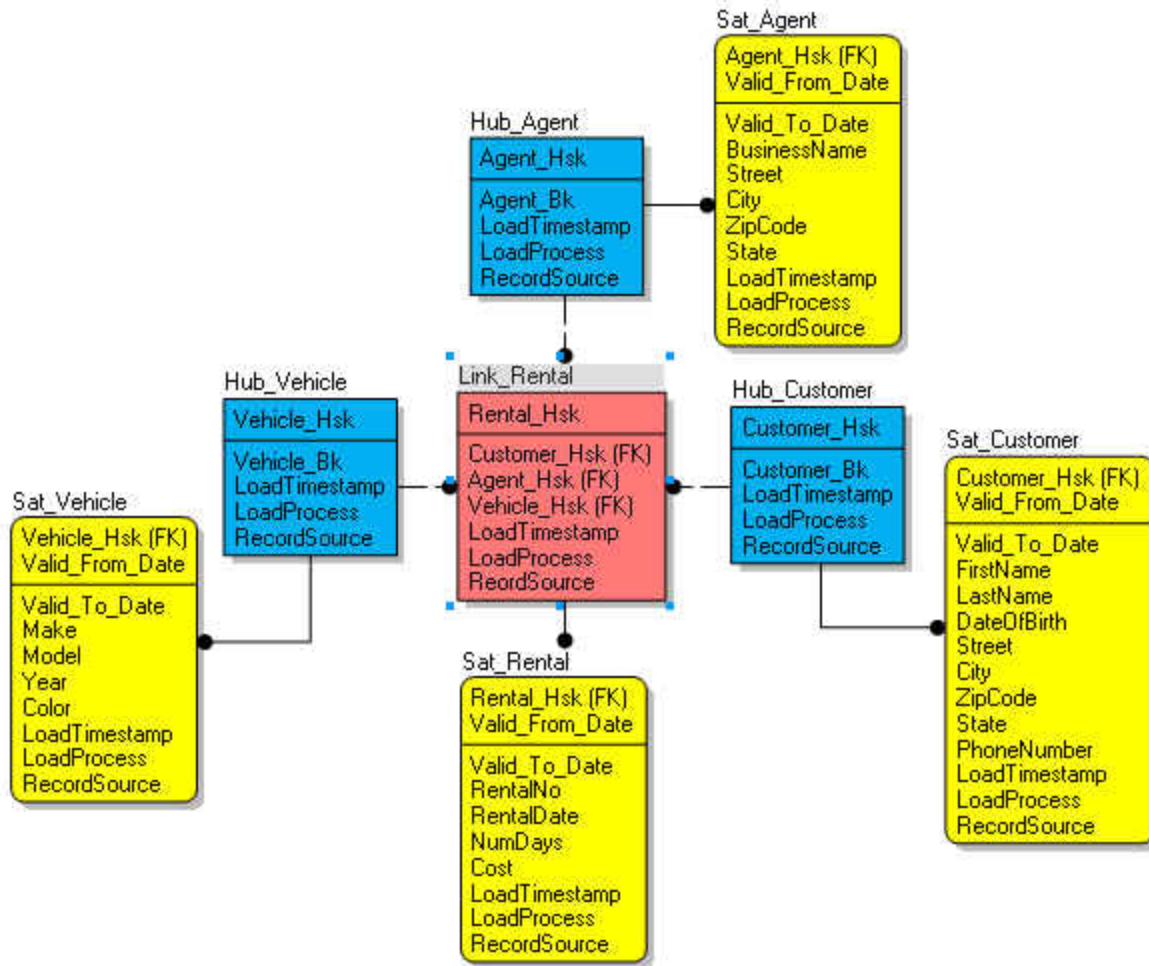 Sat_Agent
Agent_Hsk (FK)
Valid_From_Date
Valid_To_Date
BusinessName
Street
City
ZipCode
State
LoadTimestamp
LoadProcess
RecordSource
Hub_Agent
Agent_Hsk
Agent_Bk
LoadTimestamp
LoadProcess
RecordSource
Hub_Vehicle
Vehicle_Hsk
Vehicle_Bk
LoadTimestamp
LoadProcess
RecordSource
Link_Rental
Rental_Hsk
Customer_Hsk (FK)
Agent_Hsk (FK)
Vehicle_Hsk (FK)
LoadTimestamp
LoadProcess
ReordSource
Hub_Customer
Customer_Hsk
Customer_Bk
LoadTimestamp
LoadProcess
RecordSource
Sat_Customer
Customer_Hsk (FK)
Valid_From_Date
Valid_To_Date
FirstName
LastName
DateOfBirth
Street
City
ZipCode
State
PhoneNumber
LoadTimestamp
LoadProcess
RecordSource
Sat_Vehicle
Vehicle_Hsk (FK)
Valid_From_Date
Valid_To_Date
Make
Model
Year
Color
LoadTimestamp
LoadProcess
RecordSource
Sat_Rental
Rental_Hsk (FK)
Valid_From_Date
Valid_To_Date
RentalNo
RentalDate
NumDays
Cost
LoadTimestamp
LoadProcess
RecordSource